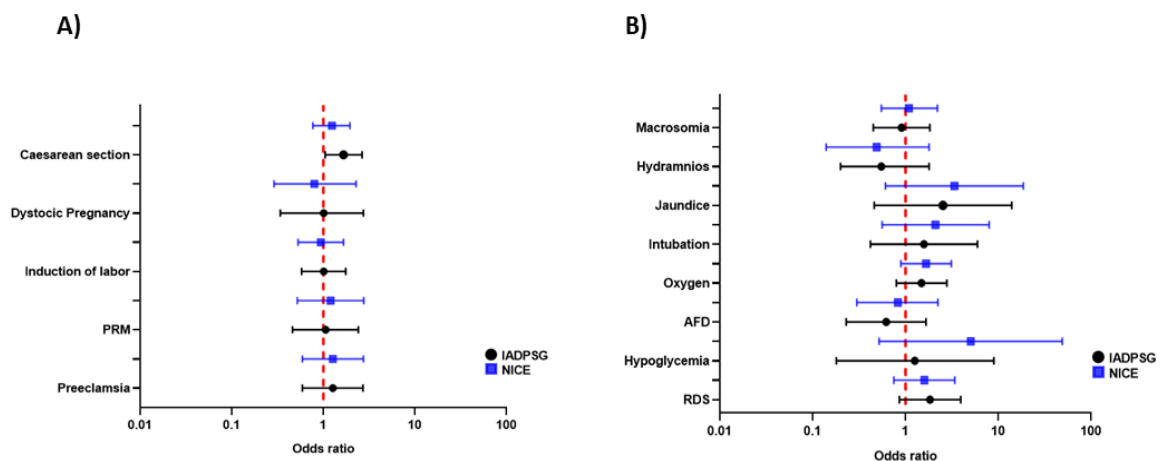 A)
Caesarean section
Dystocic Pregnancy
Induction of labor
PRM
Preeclamsia
IADPSG
NICE
0.01 0.1 1 10 100
Odds ratio
B)
Macrosomia
Hydramnios
Jaundice
Intubation
Oxygen
AFD
Hypoglycemia
RDS
IADPSG
NICE
0.01 0.1 1 10 100
Odds ratio